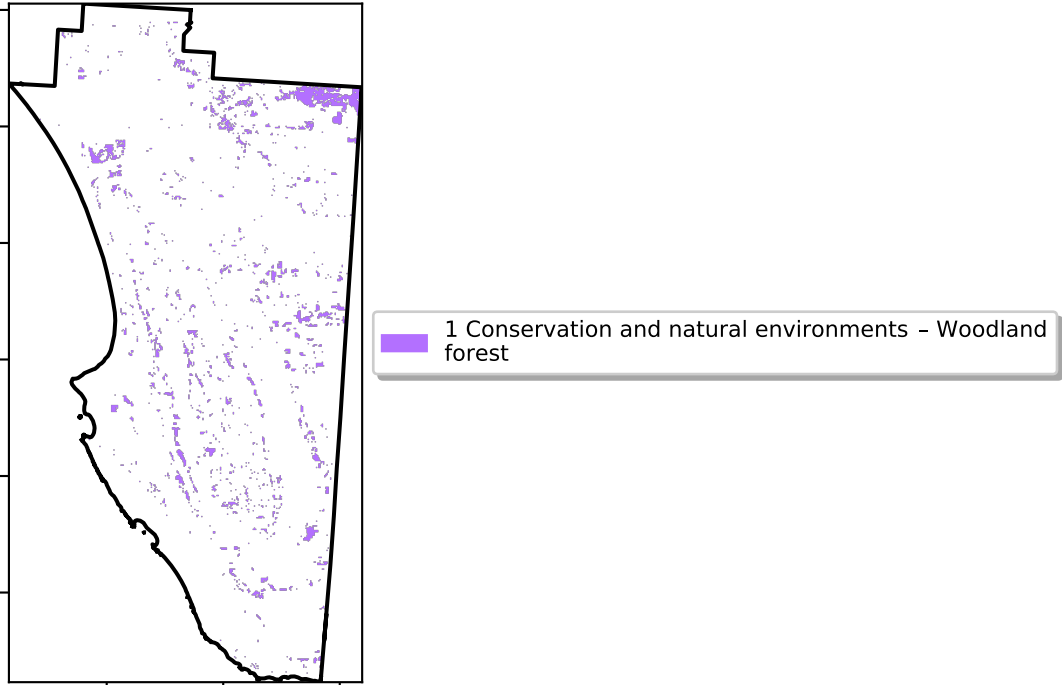 1 Conservation and natural environments – Woodland
forest